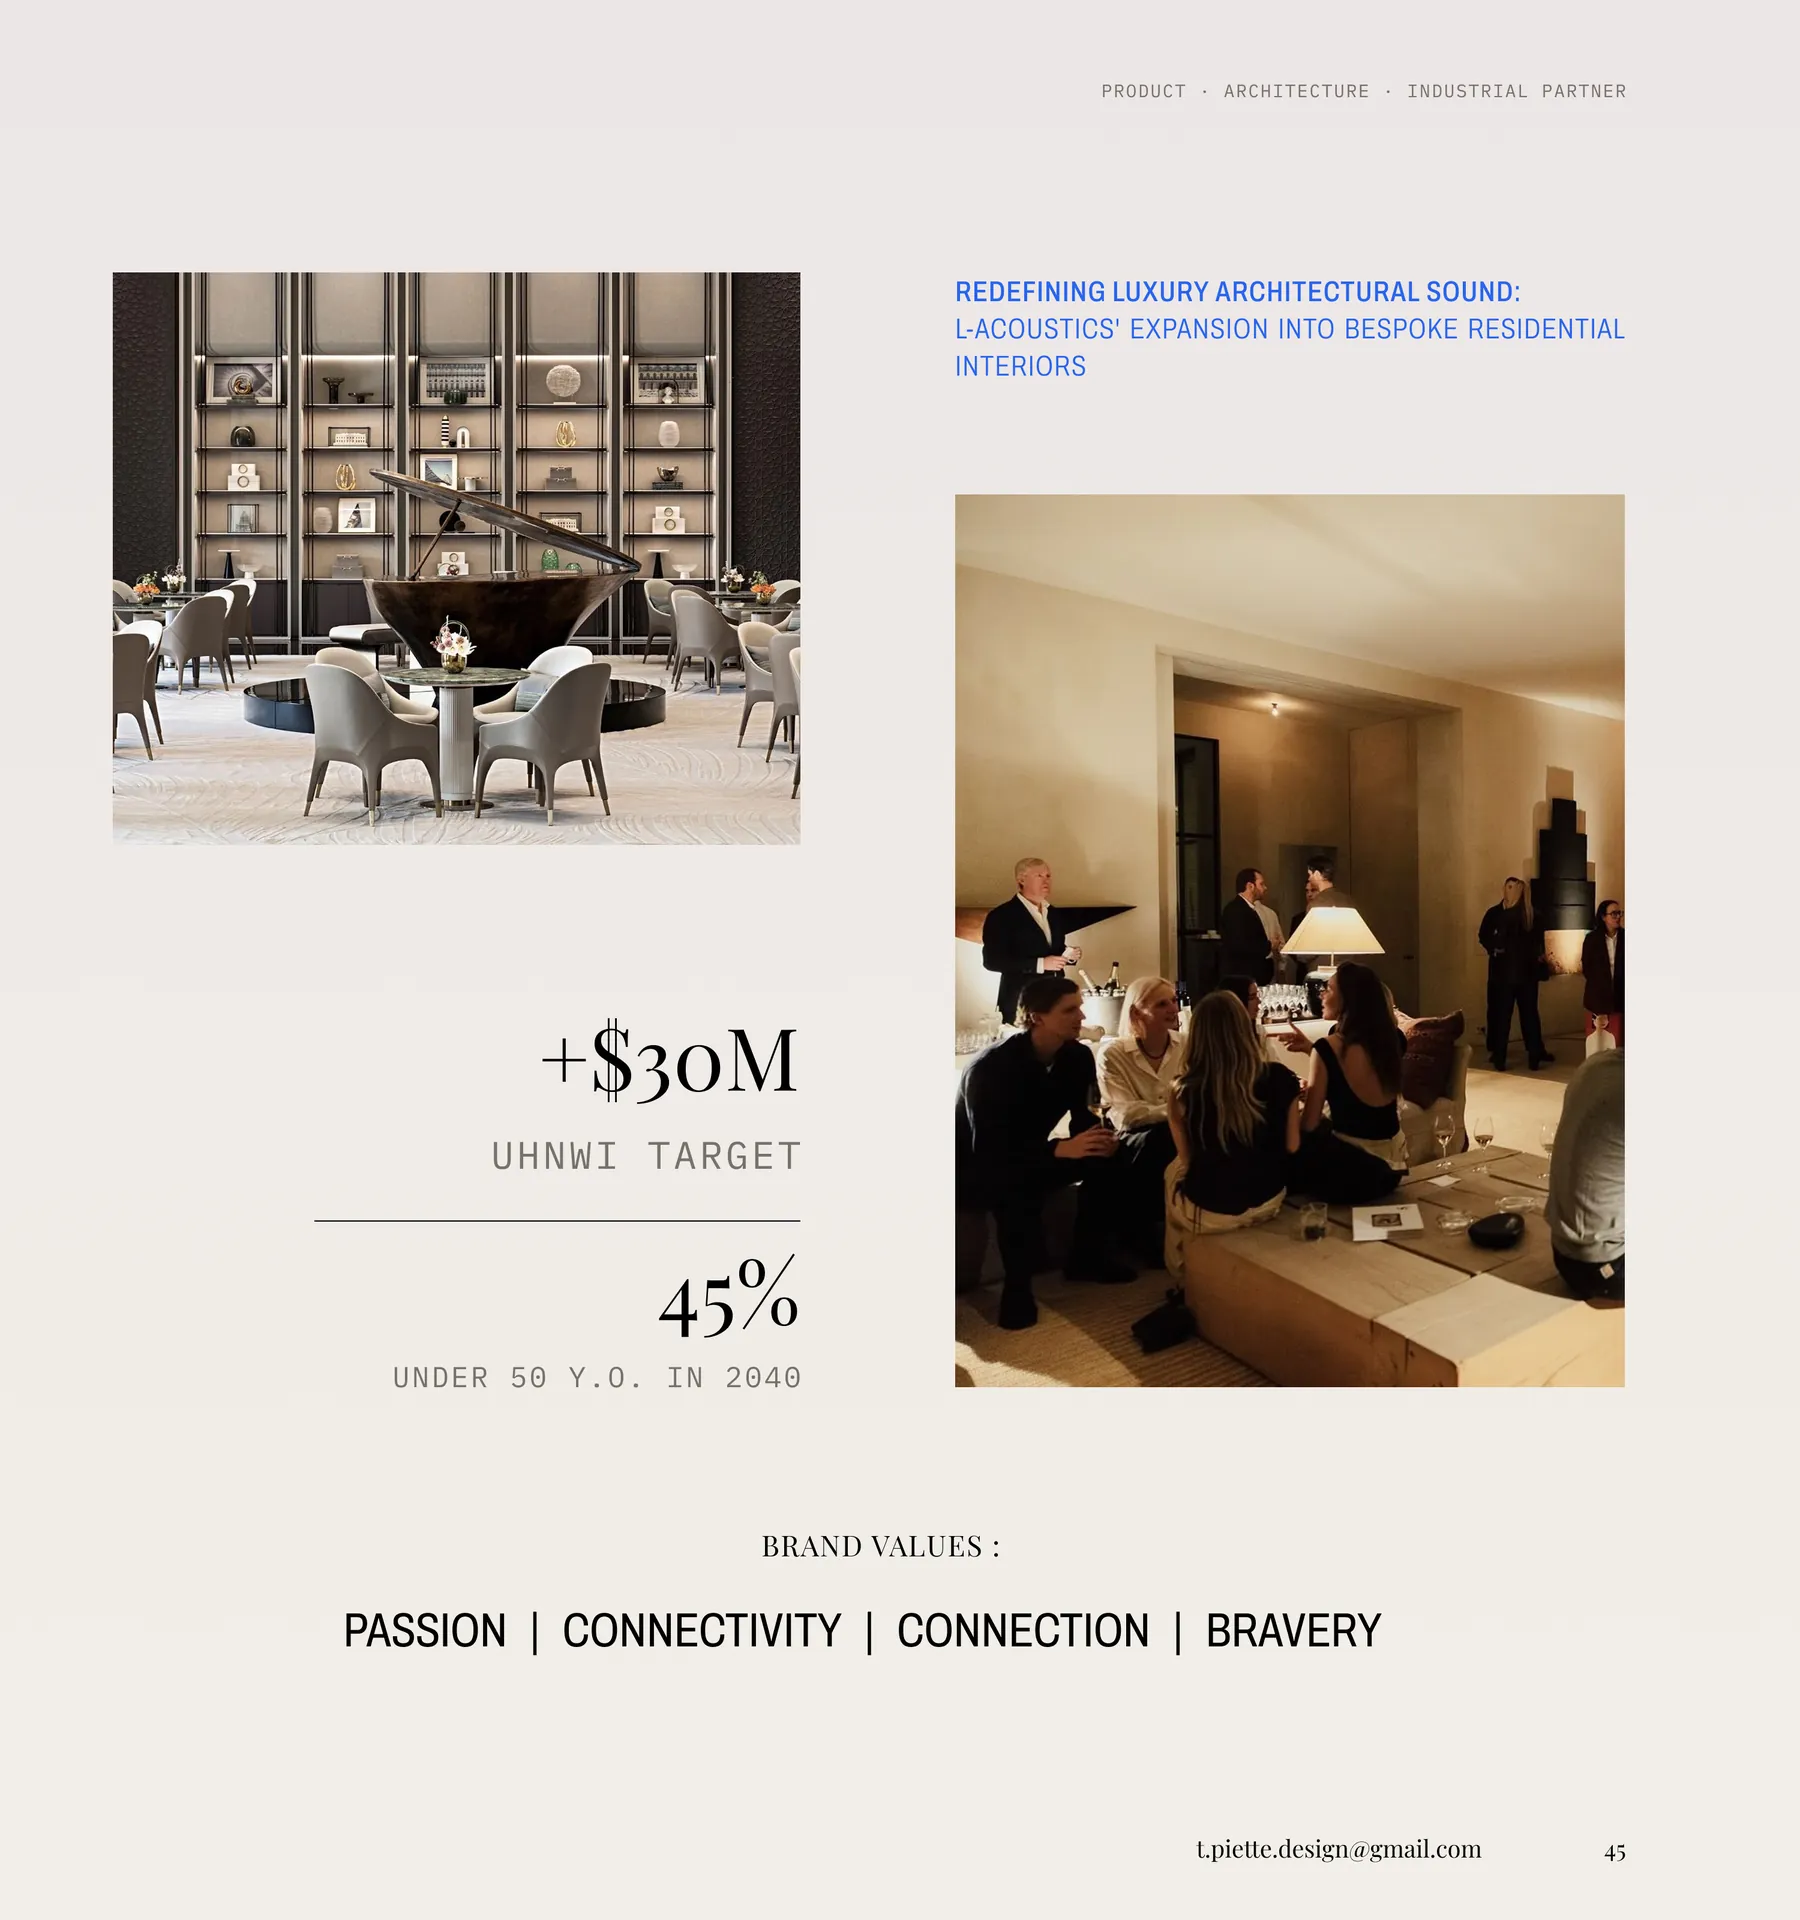 PRODUCT · ARCHITECTURE · INDUSTRIAL PARTNER
REDEFINING LUXURY ARCHITECTURAL SOUND:
L-ACOUSTICS' EXPANSION INTO BESPOKE RESIDENTIAL
INTERIORS
+$30M
UHNWI TARGET
45%
UNDER 50 Y.O. IN 2040
BRAND VALUES :
PASSION | CONNECTIVITY | CONNECTION | BRAVERY
t.piette.design@gmail.com 45